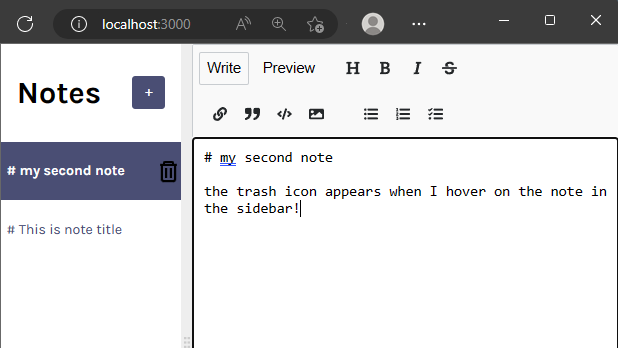 localhost:3000
Notes
+
Write Preview H B I S
# my second note
# This is note title
# my second note
the trash icon appears when I hover on the note in
the sidebar!